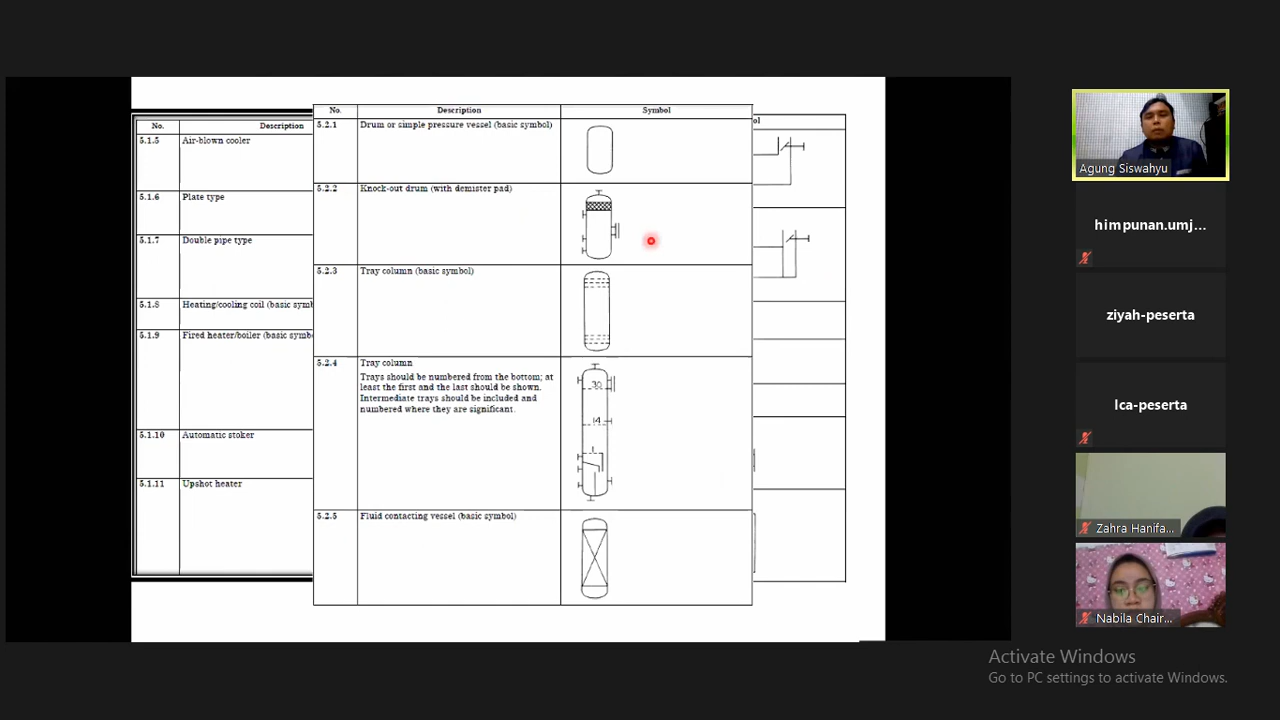 No.
Description
5.1.5
Air-blown cooler
5.1.6
Plate type
5.1.7
Double pipe type
5.1.8
Heating/cooling coil (basic
5.1.9
Fired heater/boiler (basic
5.1.10
Automatic stoker
5.1.11
Upshot heater
No.
Description
Symbol
5.2.1
Drum or simple pressure vessel (basic symbol)
5.2.2
Knock-out drum (with demister pad)
5.2.3
Tray column (basic symbol)
5.2.4
Tray column
Trays should be numbered from the bottom; at
least the first and the last should be shown.
Intermediate trays should be included and
numbered where they are significant.
30
14
1
5.2.5
Fluid contacting vessel (basic symbol)
Agung Siswahyu
himpunan.umj...
ziyah-peserta
Ica-peserta
Zahra Hanifa...
Nabila Chair...
Activate Windows
Go to PC settings to activate Windows.